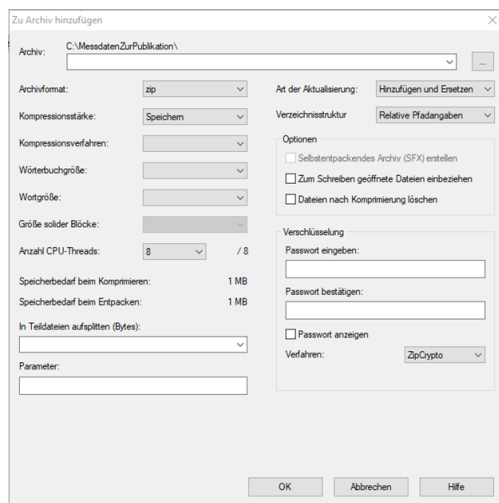 Zu Archiv hinzufügen
Archiv: C:\MessdatenZurPublikation\
...
Archivformat: zip
Kompressionsstärke: Speichern
Kompressionsverfahren:
Wörterbuchgröße:
Wortgröße:
Größe solider Blöcke:
Anzahl CPU-Threads: 8 / 8
Speicherbedarf beim Komprimieren: 1 MB
Speicherbedarf beim Entpacken: 1 MB
In Teildateien aufsplitten (Bytes):
Parameter:
Art der Aktualisierung: Hinzufügen und Ersetzen
Verzeichnisstruktur Relative Pfadangaben
Optionen
Selbstentpackendes Archiv (SFX) erstellen
Zum Schreiben geöffnete Dateien einbeziehen
Dateien nach Komprimierung löschen
Verschlüsselung
Passwort eingeben:
Passwort bestätigen:
Passwort anzeigen
Verfahren: ZipCrypto
OK Abbrechen Hilfe